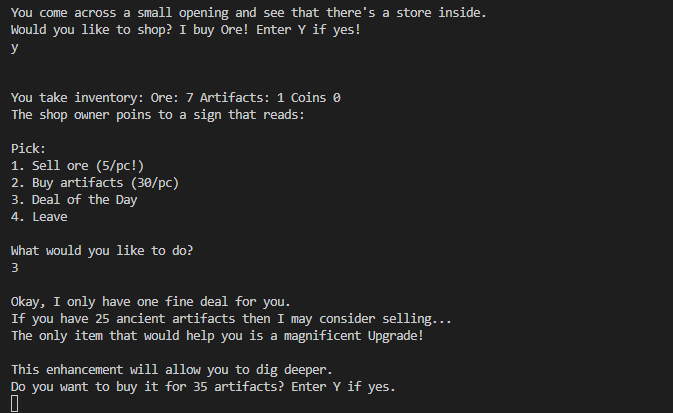 You come across a small opening and see that there's a store inside.
Would you like to shop? I buy Ore! Enter Y if yes!
y
You take inventory: Ore: 7 Artifacts: 1 Coins 0
The shop owner poins to a sign that reads:
Pick:
1. Sell ore (5/pc!)
2. Buy artifacts (30/pc)
3. Deal of the Day
4. Leave
What would you like to do?
3
Okay, I only have one fine deal for you.
If you have 25 ancient artifacts then I may consider selling...
The only item that would help you is a magnificent Upgrade!
This enhancement will allow you to dig deeper.
Do you want to buy it for 35 artifacts? Enter Y if yes.